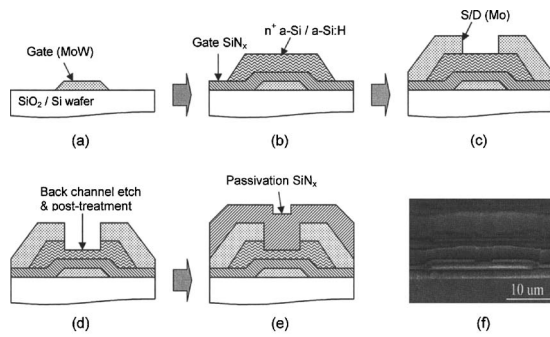 Gate (MoW)
SiO₂ / Si wafer
(a)
Gate SiNₓ
n⁺ a-Si / a-Si:H
(b)
S/D (Mo)
(c)
Back channel etch
& post-treatment
(d)
Passivation SiNₓ
(e)
10 um
(f)